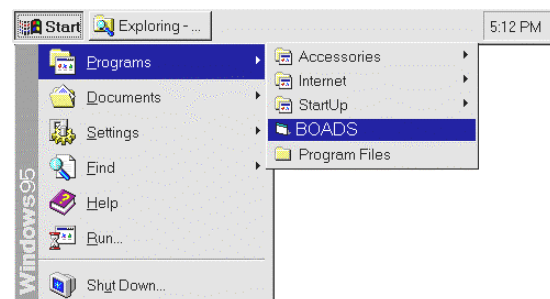 Start Exploring - ... 5:12 PM
Programs
Documents
Settings
Find
Help
Run...
Shut Down...
Windows95
Accessories
Internet
StartUp
BOADS
Program Files